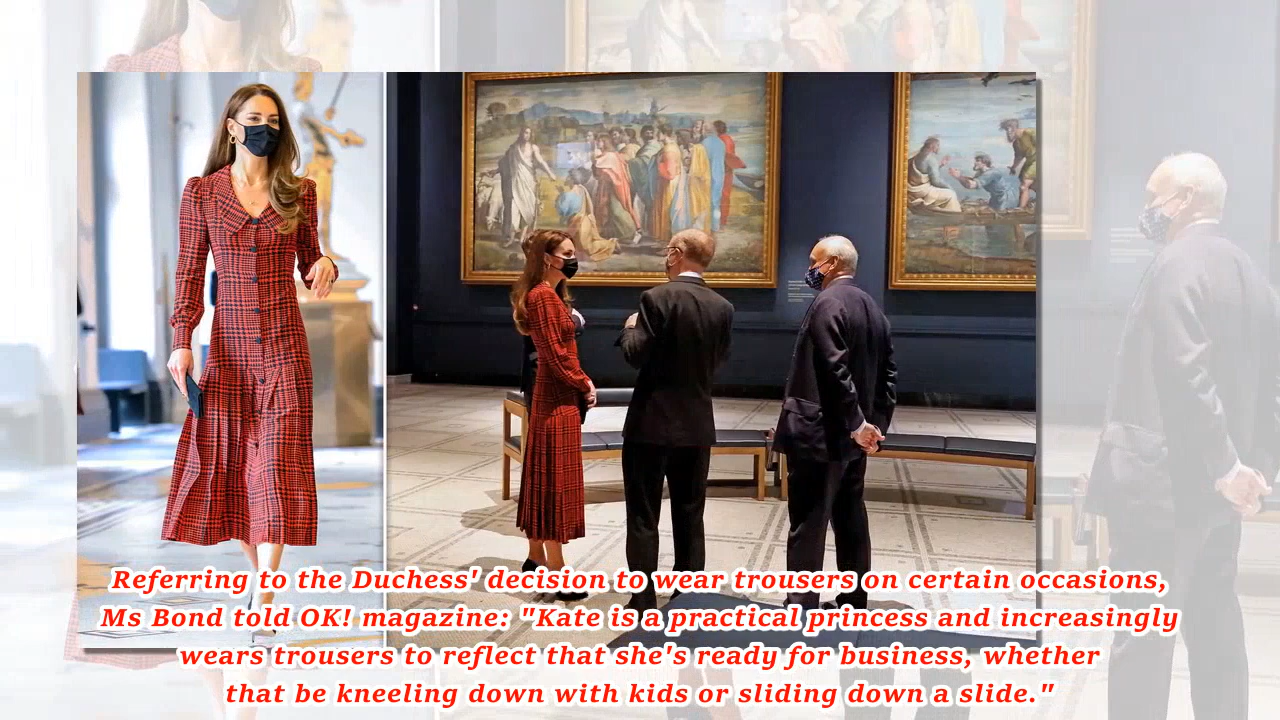 Referring to the Duchess' decision to wear trousers on certain occasions,
Ms Bond told OK! magazine: "Kate is a practical princess and increasingly
wears trousers to reflect that she's ready for business, whether
that be kneeling down with kids or sliding down a slide."